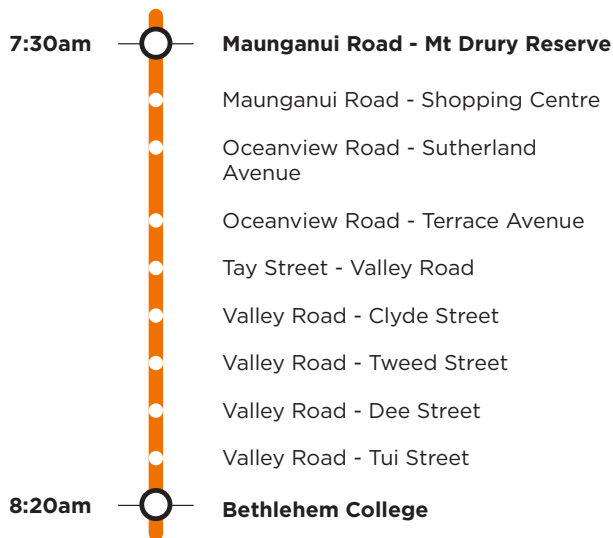 7:30am Maunganui Road - Mt Drury Reserve
Maunganui Road - Shopping Centre
Oceanview Road - Sutherland
Avenue
Oceanview Road - Terrace Avenue
Tay Street - Valley Road
Valley Road - Clyde Street
Valley Road - Tweed Street
Valley Road - Dee Street
Valley Road - Tui Street
8:20am Bethlehem College